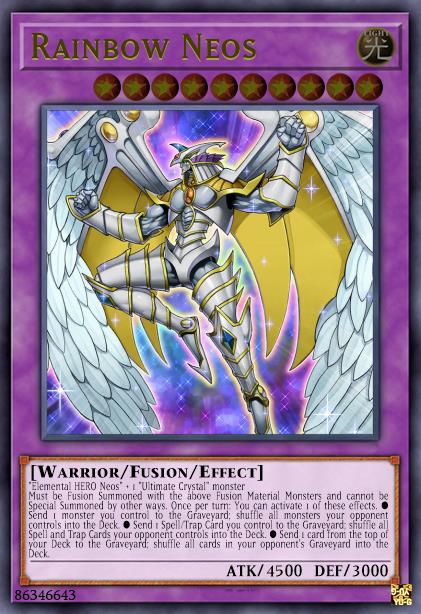 Rainbow Neos
LIGHT
光
[Warrior/Fusion/Effect]
"Elemental HERO Neos" + 1 "Ultimate Crystal" monster
Must be Fusion Summoned with the above Fusion Material Monsters and cannot be
Special Summoned by other ways. Once per turn: You can activate 1 of these effects. ●
Send 1 monster you control to the Graveyard; shuffle all monsters your opponent
controls into the Deck. ● Send 1 Spell/Trap Card you control to the Graveyard; shuffle all
Spell and Trap Cards your opponent controls into the Deck. ● Send 1 card from the top of
your Deck to the Graveyard; shuffle all cards in your opponent's Graveyard into the
Deck.
ATK/4500 DEF/3000
86346643